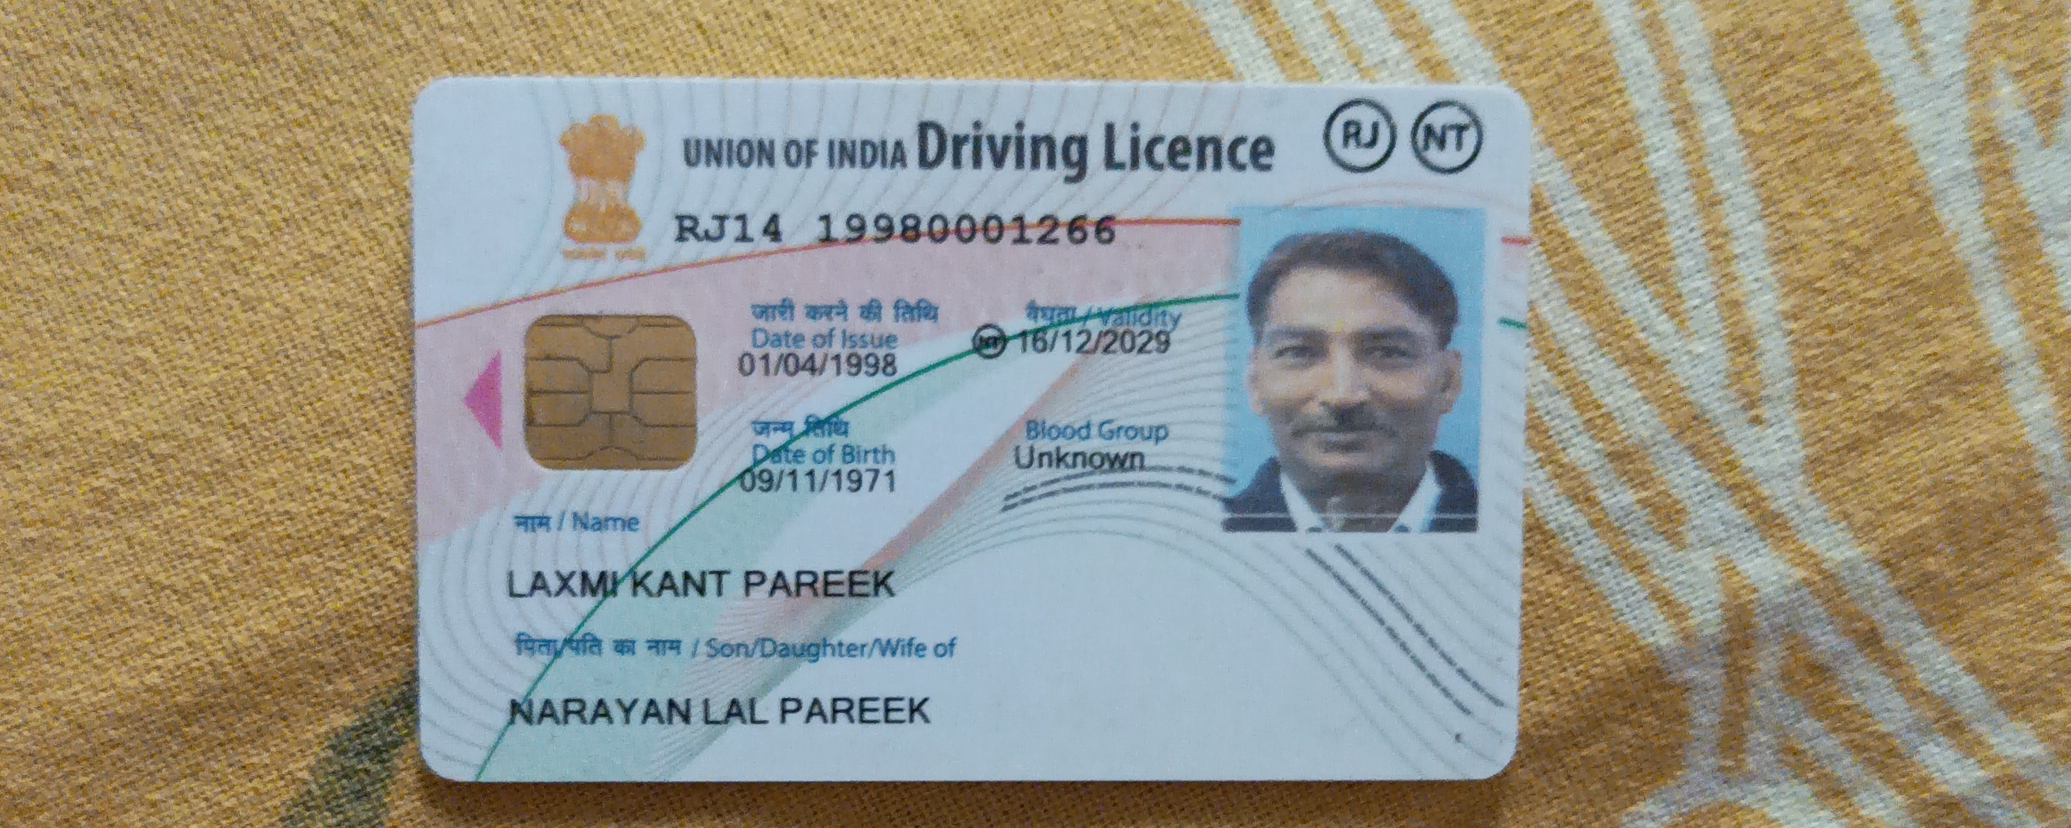 UNION OF INDIA Driving Licence
RJ NT
RJ14 19980001266
जारी करने की तिथि
Date of Issue
01/04/1998
वैधता / Validity
NT 16/12/2029
जन्म तिथि
Date of Birth
09/11/1971
Blood Group
Unknown
नाम / Name
LAXMI KANT PAREEK
पिता/पति का नाम / Son/Daughter/Wife of
NARAYAN LAL PAREEK